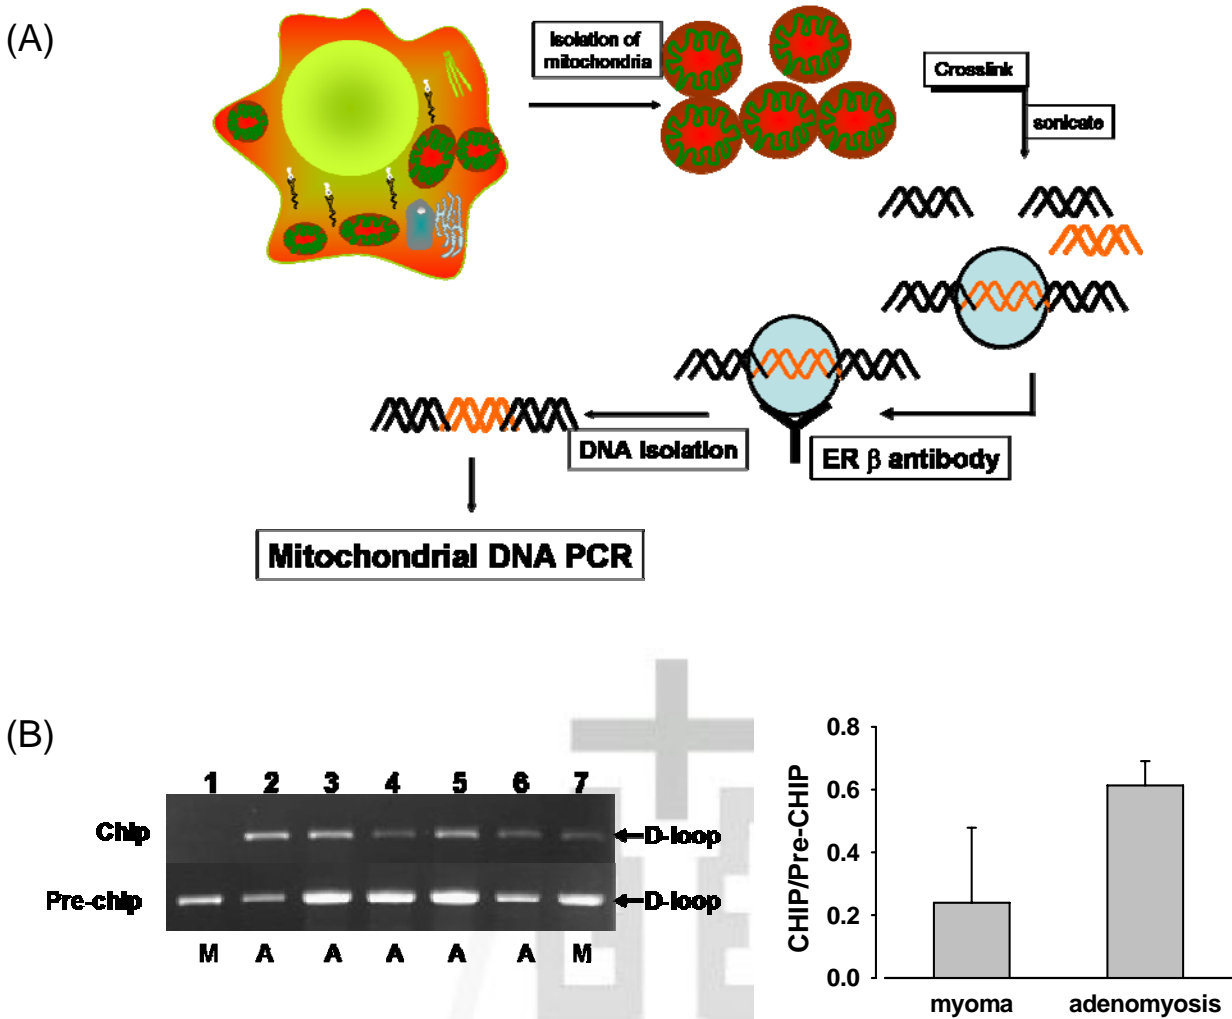 (A)
Isolation of
mitochondria
Crosslink
sonicate
ER β antibody
DNA Isolation
Mitochondrial DNA PCR
(B)
1 2 3 4 5 6 7
Chip
D-loop
Pre-chip
D-loop
M A A A A A M
CHIP/Pre-CHIP
0.8
0.6
0.4
0.2
0.0
myoma adenomyosis